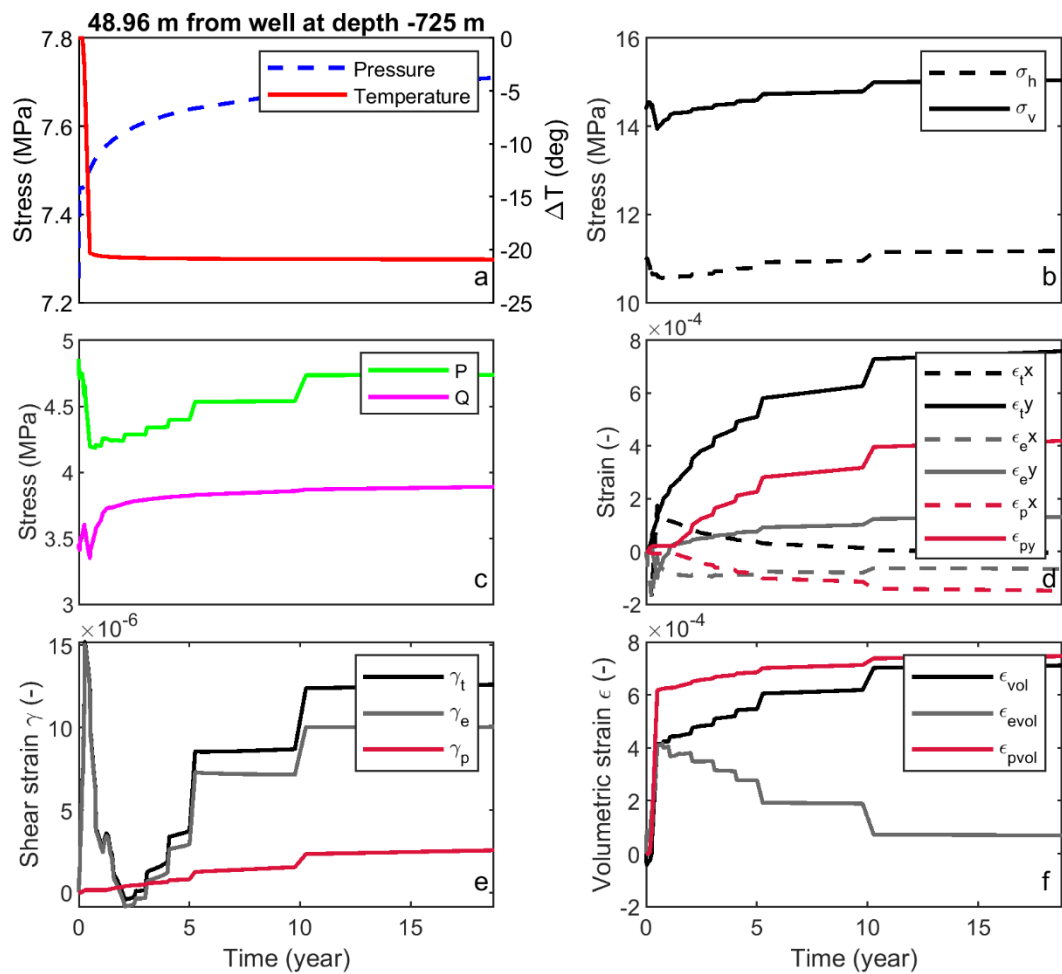 48.96 m from well at depth -725 m
7.8
7.6
7.4
7.2
Stress (MPa)
0
-5
-10
-15
-20
-25
ΔT (deg)
Pressure
Temperature
a
16
14
12
10
Stress (MPa)
σh
σv
b
5
4.5
4
3.5
3
Stress (MPa)
P
Q
c
×10-4
8
6
4
2
0
-2
Strain (-)
ϵtx
ϵty
ϵex
ϵey
ϵpx
ϵpy
d
×10-6
15
10
5
0
Shear strain γ (-)
γt
γe
γp
e
0
5
10
15
Time (year)
×10-4
8
6
4
2
0
-2
Volumetric strain ϵ (-)
ϵvol
ϵevol
ϵpvol
f
0
5
10
15
Time (year)